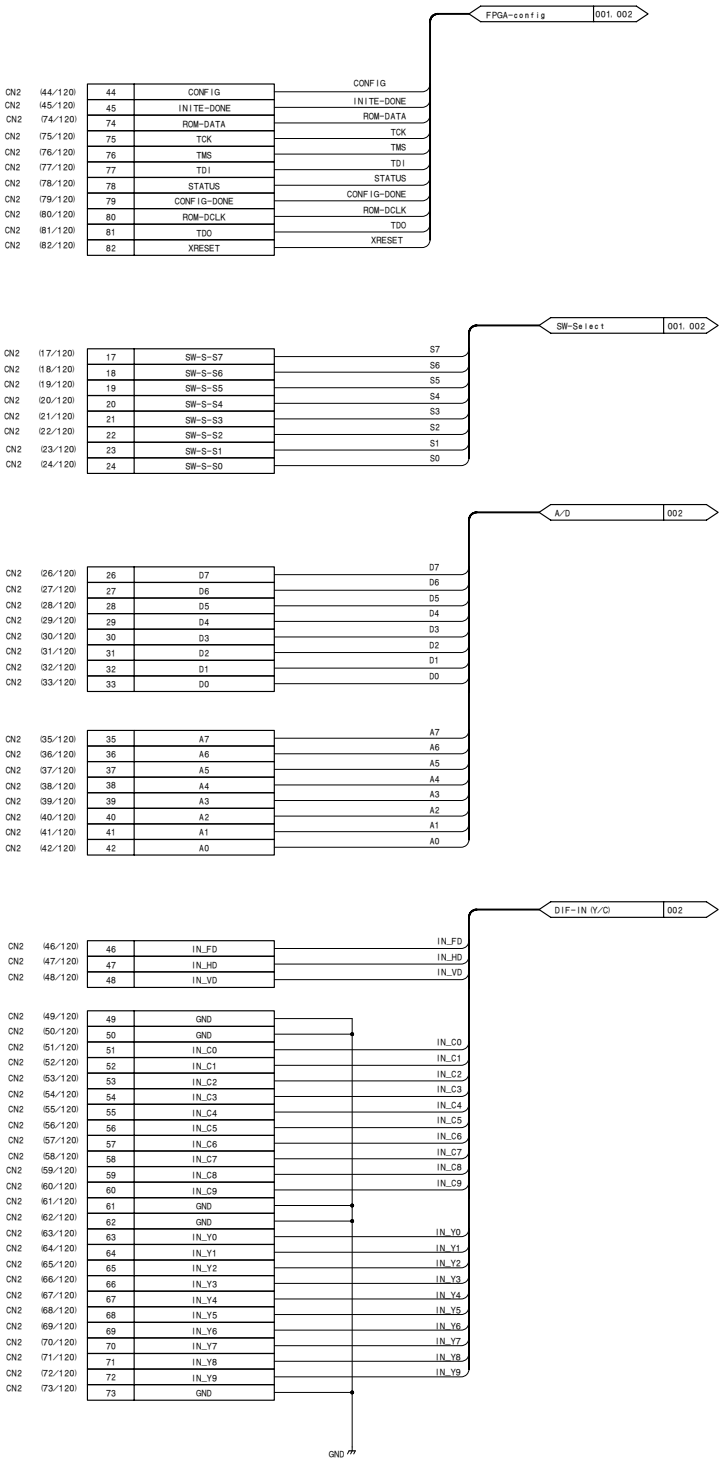 FPGA-config 001. 002
CN2 (44/120) 44 CONFIG CONFIG
CN2 (45/120) 45 INITE-DONE INITE-DONE
CN2 (74/120) 74 ROM-DATA ROM-DATA
CN2 (75/120) 75 TCK TCK
CN2 (76/120) 76 TMS TMS
CN2 (77/120) 77 TDI TDI
CN2 (78/120) 78 STATUS STATUS
CN2 (79/120) 79 CONFIG-DONE CONFIG-DONE
CN2 (80/120) 80 ROM-DCLK ROM-DCLK
CN2 (81/120) 81 TDO TDO
CN2 (82/120) 82 XRESET XRESET
SW-Select 001. 002
CN2 (17/120) 17 SW-S-S7 S7
CN2 (18/120) 18 SW-S-S6 S6
CN2 (19/120) 19 SW-S-S5 S5
CN2 (20/120) 20 SW-S-S4 S4
CN2 (21/120) 21 SW-S-S3 S3
CN2 (22/120) 22 SW-S-S2 S2
CN2 (23/120) 23 SW-S-S1 S1
CN2 (24/120) 24 SW-S-S0 S0
A/D 002
CN2 (26/120) 26 D7 D7
CN2 (27/120) 27 D6 D6
CN2 (28/120) 28 D5 D5
CN2 (29/120) 29 D4 D4
CN2 (30/120) 30 D3 D3
CN2 (31/120) 31 D2 D2
CN2 (32/120) 32 D1 D1
CN2 (33/120) 33 D0 D0
CN2 (35/120) 35 A7 A7
CN2 (36/120) 36 A6 A6
CN2 (37/120) 37 A5 A5
CN2 (38/120) 38 A4 A4
CN2 (39/120) 39 A3 A3
CN2 (40/120) 40 A2 A2
CN2 (41/120) 41 A1 A1
CN2 (42/120) 42 A0 A0
DIF-IN (Y/C) 002
CN2 (46/120) 46 IN_FD IN_FD
CN2 (47/120) 47 IN_HD IN_HD
CN2 (48/120) 48 IN_VD IN_VD
CN2 (49/120) 49 GND
CN2 (50/120) 50 GND
CN2 (51/120) 51 IN_C0 IN_C0
CN2 (52/120) 52 IN_C1 IN_C1
CN2 (53/120) 53 IN_C2 IN_C2
CN2 (54/120) 54 IN_C3 IN_C3
CN2 (55/120) 55 IN_C4 IN_C4
CN2 (56/120) 56 IN_C5 IN_C5
CN2 (57/120) 57 IN_C6 IN_C6
CN2 (58/120) 58 IN_C7 IN_C7
CN2 (59/120) 59 IN_C8 IN_C8
CN2 (60/120) 60 IN_C9 IN_C9
CN2 (61/120) 61 GND
CN2 (62/120) 62 GND
CN2 (63/120) 63 IN_Y0 IN_Y0
CN2 (64/120) 64 IN_Y1 IN_Y1
CN2 (65/120) 65 IN_Y2 IN_Y2
CN2 (66/120) 66 IN_Y3 IN_Y3
CN2 (67/120) 67 IN_Y4 IN_Y4
CN2 (68/120) 68 IN_Y5 IN_Y5
CN2 (69/120) 69 IN_Y6 IN_Y6
CN2 (70/120) 70 IN_Y7 IN_Y7
CN2 (71/120) 71 IN_Y8 IN_Y8
CN2 (72/120) 72 IN_Y9 IN_Y9
CN2 (73/120) 73 GND
GND